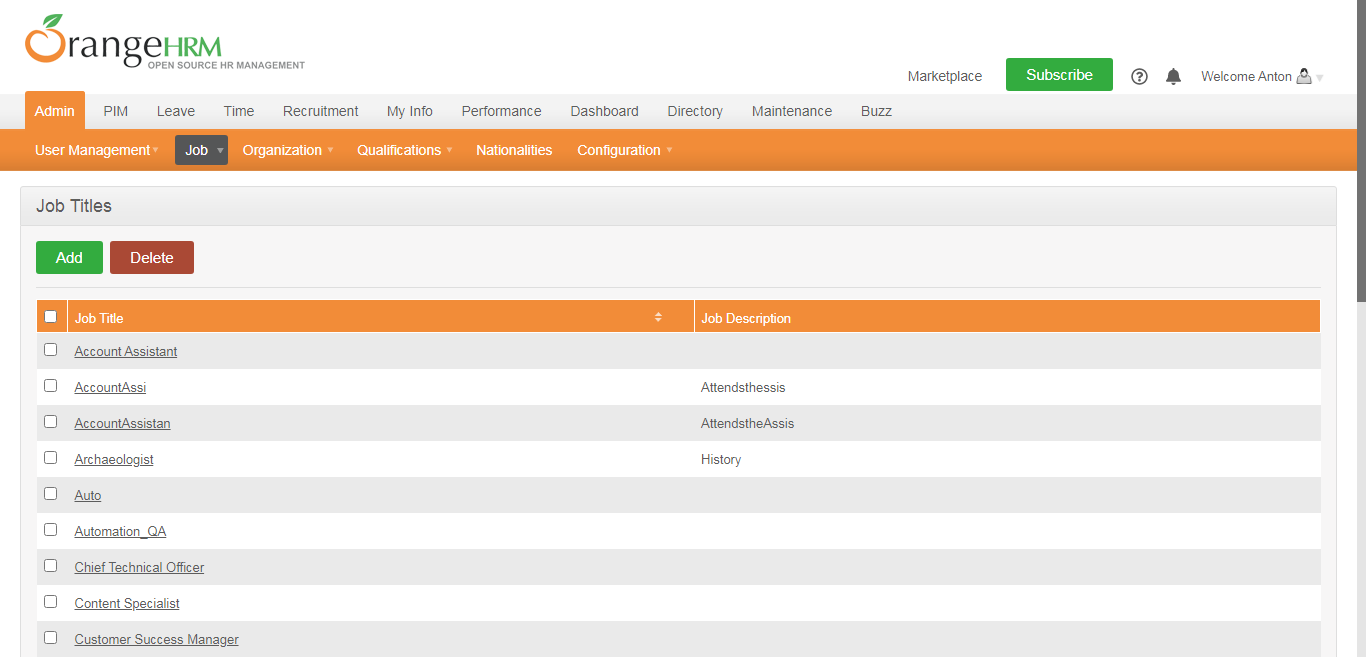 OrangeHRM
OPEN SOURCE HR MANAGEMENT
Marketplace Subscribe Welcome Anton
Admin PIM Leave Time Recruitment My Info Performance Dashboard Directory Maintenance Buzz
User Management Job Organization Qualifications Nationalities Configuration
Job Titles
Add Delete
Job Title Job Description
Account Assistant
AccountAssi Attendsthessis
AccountAssistan AttendstheAssis
Archaeologist History
Auto
Automation_QA
Chief Technical Officer
Content Specialist
Customer Success Manager